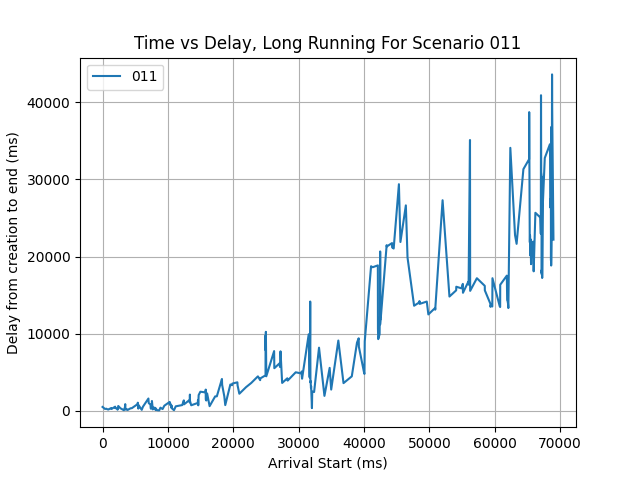 Time vs Delay, Long Running For Scenario 011
011
Delay from creation to end (ms)
40000
30000
20000
10000
0
0 10000 20000 30000 40000 50000 60000 70000
Arrival Start (ms)